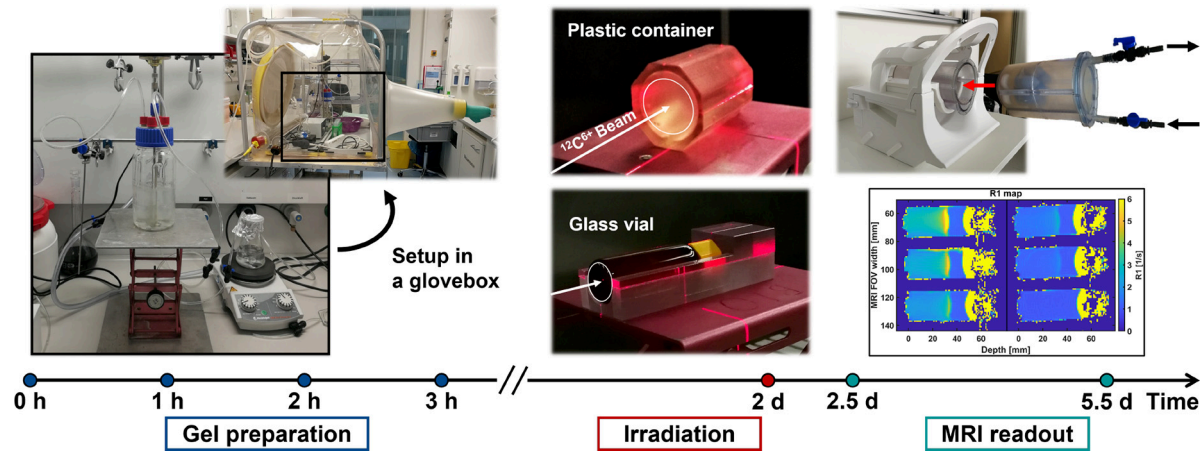 Setup in
a glovebox
Plastic container
¹²C⁶⁺ Beam
Glass vial
R1 map
MRI FOV width [mm]
60
80
100
120
140
0 20 40 60 0 20 40 60
Depth [mm]
6
5
4
3
2
1
0
R1 [1/s]
0 h 1 h 2 h 3 h 2 d 2.5 d 5.5 d Time
Gel preparation Irradiation MRI readout